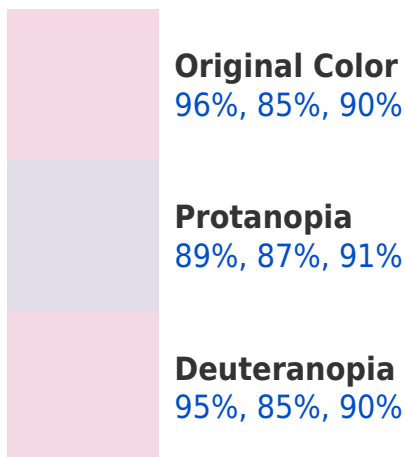 Original Color
96%, 85%, 90%
Protanopia
89%, 87%, 91%
Deuteranopia
95%, 85%, 90%